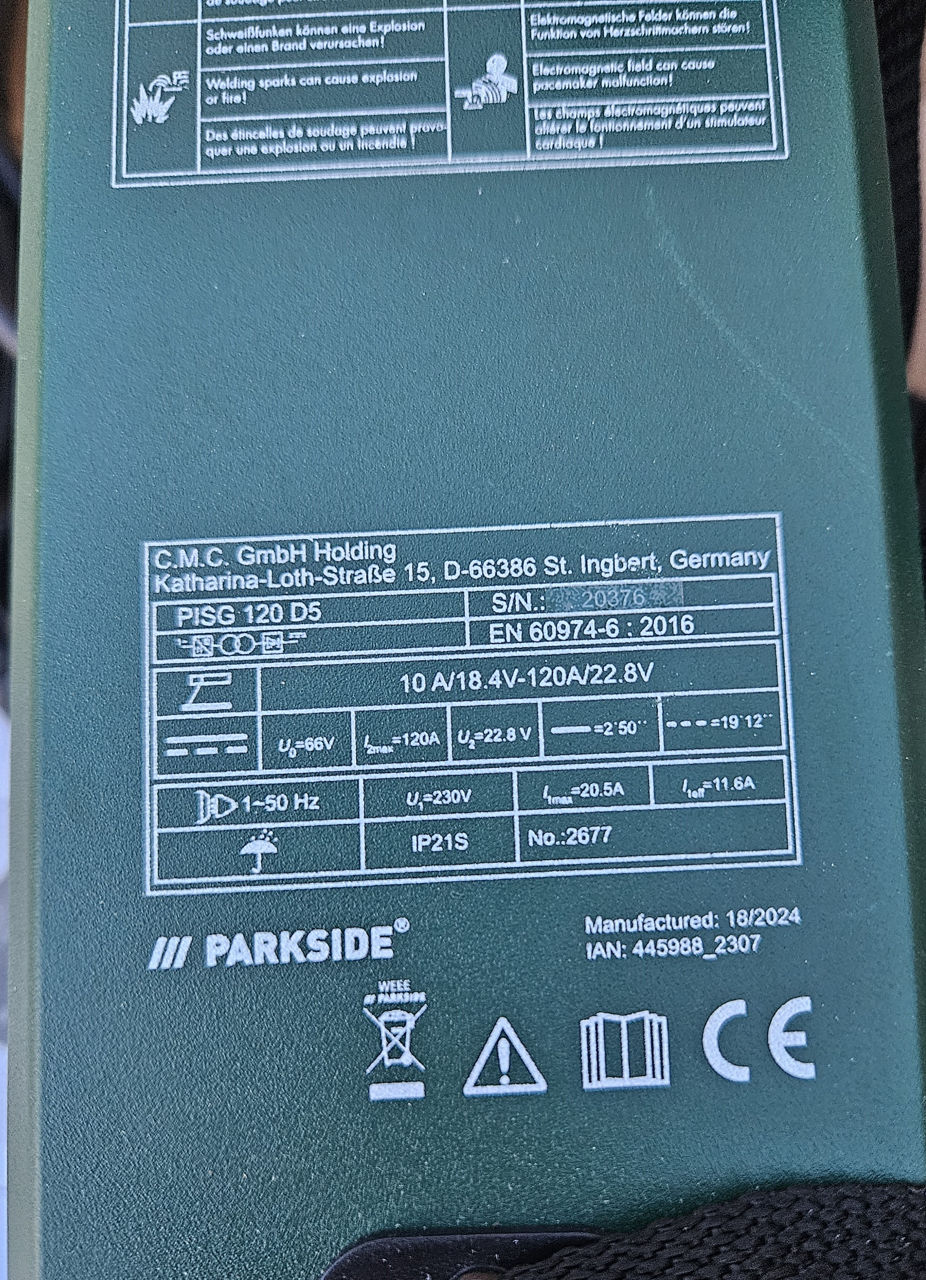 Schweißfunken können eine Explosion
oder einen Brand verursachen!
Welding sparks can cause explosion
or fire!
Des étincelles de soudage peuvent provo-
quer une explosion ou un incendie !
Elektromagnetische Felder können die
Funktion von Herzschrittmachern stören!
Electromagnetic field can cause
pacemaker malfunction!
Les champs électromagnétiques peuvent
altérer le fontionnement d'un stimulateur
cardiaque !
C.M.C. GmbH Holding
Katharina-Loth-Straße 15, D-66386 St. Ingbert, Germany
PISG 120 D5
S/N.: 20376
EN 60974-6 : 2016
10 A/18.4V-120A/22.8V
U₀=66V
I₂max=120A
U₂=22.8 V
=2´50´´
=19´12´´
1~50 Hz
U₁=230V
I₁max=20.5A
I₁eff=11.6A
IP21S
No.:2677
/// PARKSIDE®
Manufactured: 18/2024
IAN: 445988_2307
WEEE
/// PARKSIDE
CE